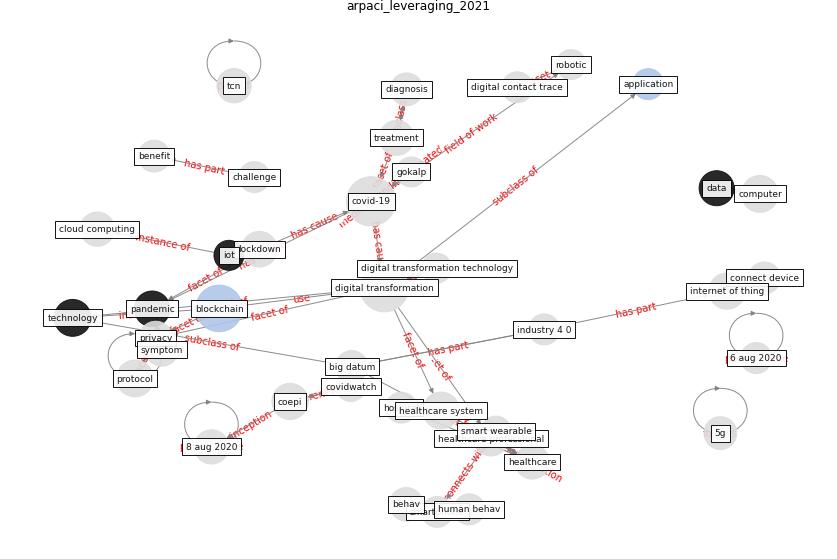 arpaci_leveraging_2021
robotic
set
tcn
diagnosis
digital contact trace
application
has
treatment
field of work
benefit
has part
challenge
gokalp
subclass of
data
computer
covid-19
cloud computing
instance of
has cause
iot
lockdown
digital transformation technology
connect device
facet of
digital transformation
internet of thing
pandemic
blockchain
use
technology
facet of
has part
industry 4 0
privacy
symptom
subclass of
has part
6 aug 2020
big datum
facet of
protocol
covidwatch
coepi
healthcare system
inception
smart wearable
5g
8 aug 2020
healthcare
behav
human behav